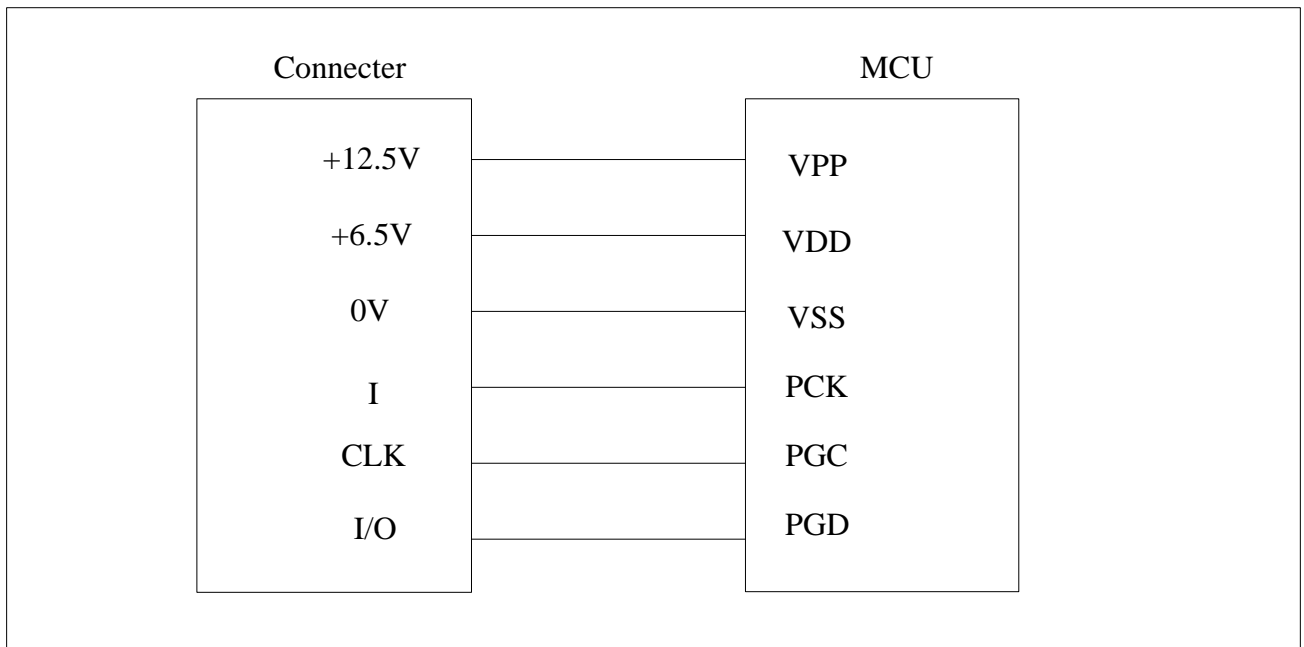 Connecter
MCU
+12.5V
VPP
+6.5V
VDD
0V
VSS
I
PCK
CLK
PGC
I/O
PGD